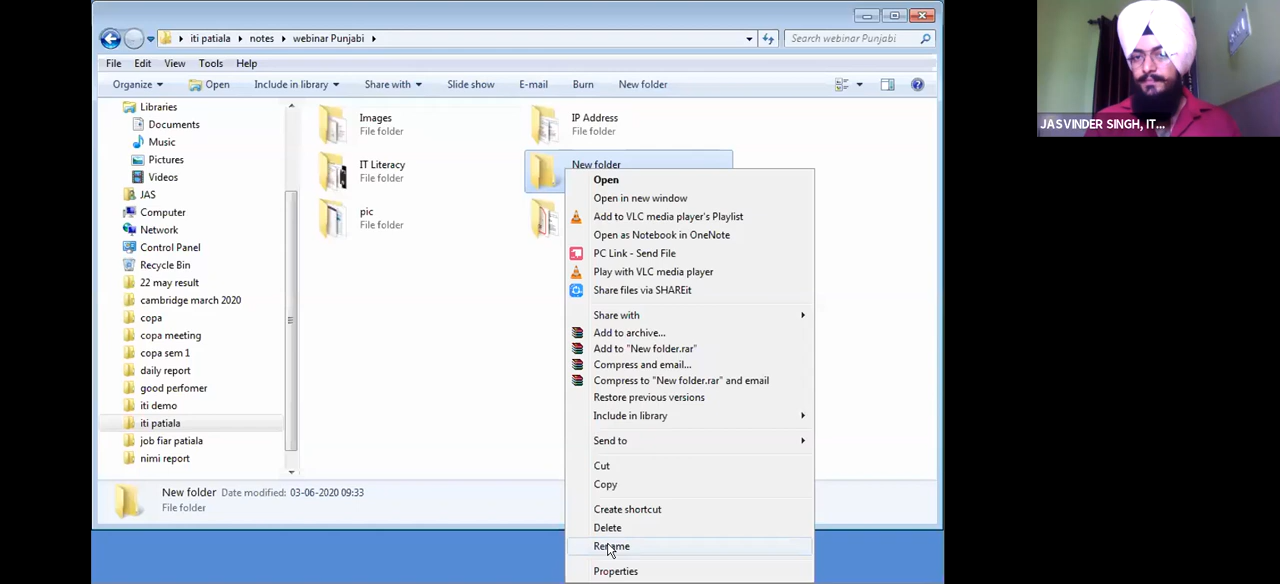 iti patiala
notes
webinar Punjabi
Search webinar Punjabi
File
Edit
View
Tools
Help
Organize
Open
Include in library
Share with
Slide show
E-mail
Burn
New folder
Libraries
Documents
Music
Pictures
Videos
JAS
Computer
Network
Control Panel
Recycle Bin
22 may result
cambridge march 2020
copa
copa meeting
copa sem 1
daily report
good perfomer
iti demo
iti patiala
job fiar patiala
nimi report
Images
File folder
IP Address
File folder
IT Literacy
File folder
New folder
pic
File folder
Open
Open in new window
Add to VLC media player's Playlist
Open as Notebook in OneNote
PC Link - Send File
Play with VLC media player
Share files via SHAREit
Share with
Add to archive...
Add to "New folder.rar"
Compress and email...
Compress to "New folder.rar" and email
Restore previous versions
Include in library
Send to
Cut
Copy
Create shortcut
Delete
Rename
Properties
New folder Date modified: 03-06-2020 09:33
File folder
JASVINDER SINGH, IT...